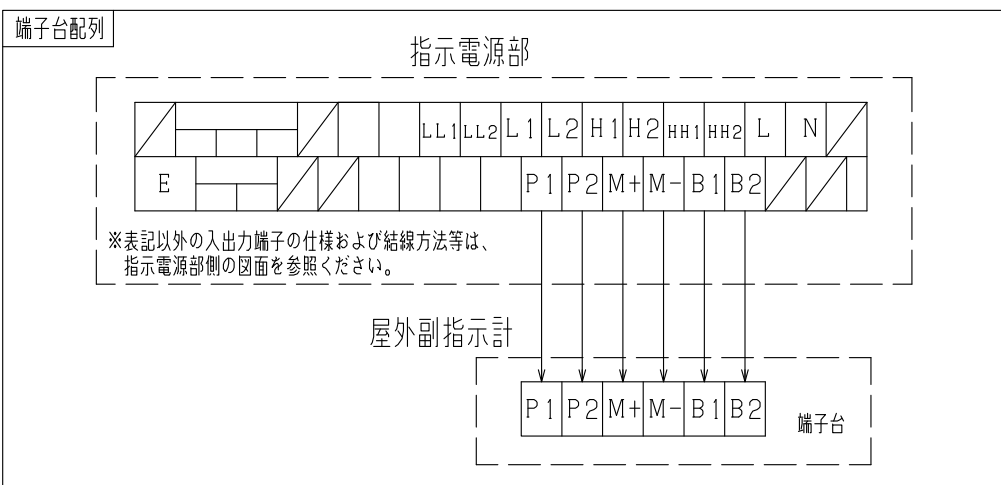 端子台配列
指示電源部
LL1 LL2 L1 L2 H1 H2 HH1 HH2 L N
E P1 P2 M+ M- B1 B2
※表記以外の入出力端子の仕様および結線方法等は、
指示電源部側の図面を参照ください。
屋外副指示計
P1 P2 M+ M- B1 B2
端子台